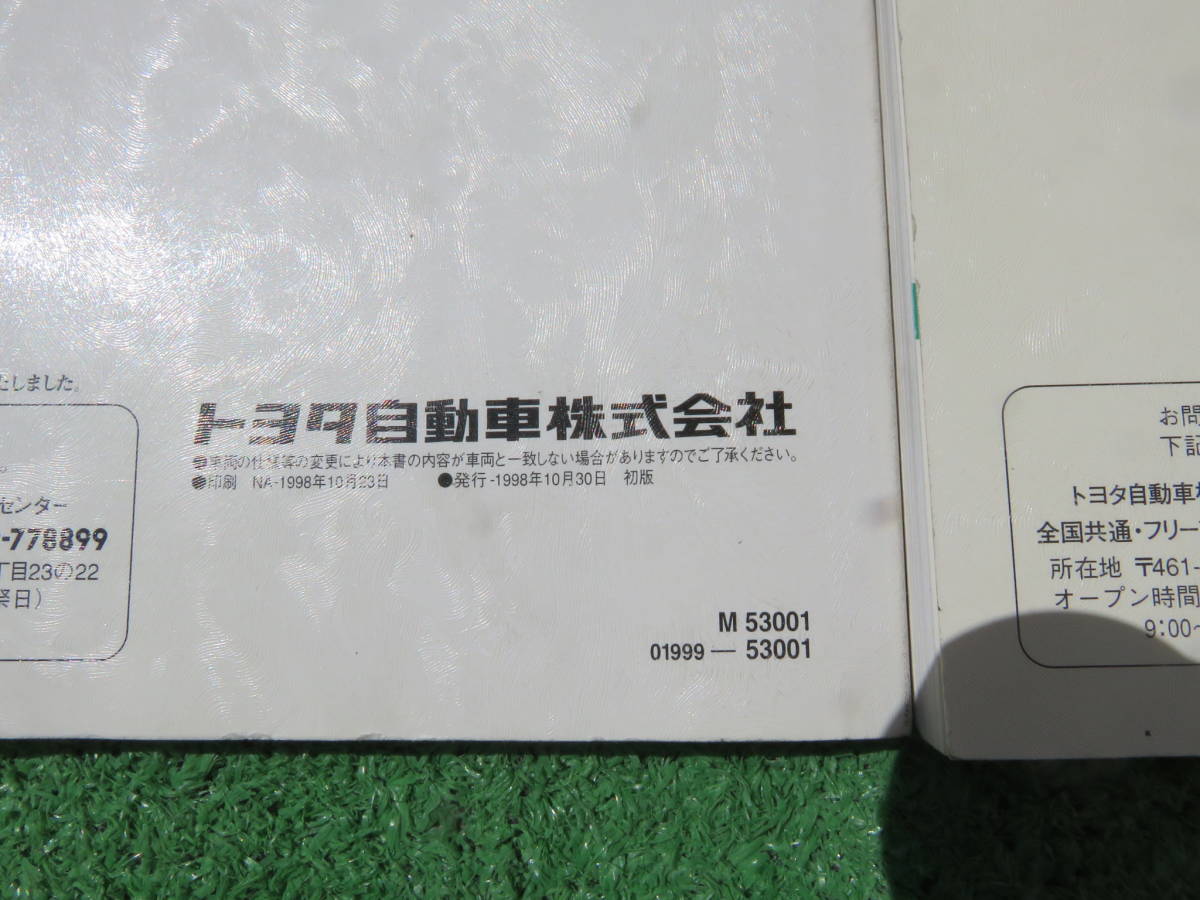 たしました。
センター
-778899
丁目23の22
祭日)
トヨタ自動車株式会社
●車両の仕様等の変更により本書の内容が車両と一致しない場合がありますのでご了承ください。
●印刷 NA-1998年10月23日 ●発行-1998年10月30日 初版
M 53001
01999 — 53001
お問
下記
トヨタ自動車
全国共通・フリー
所在地 〒461-
オープン時間
9:00~